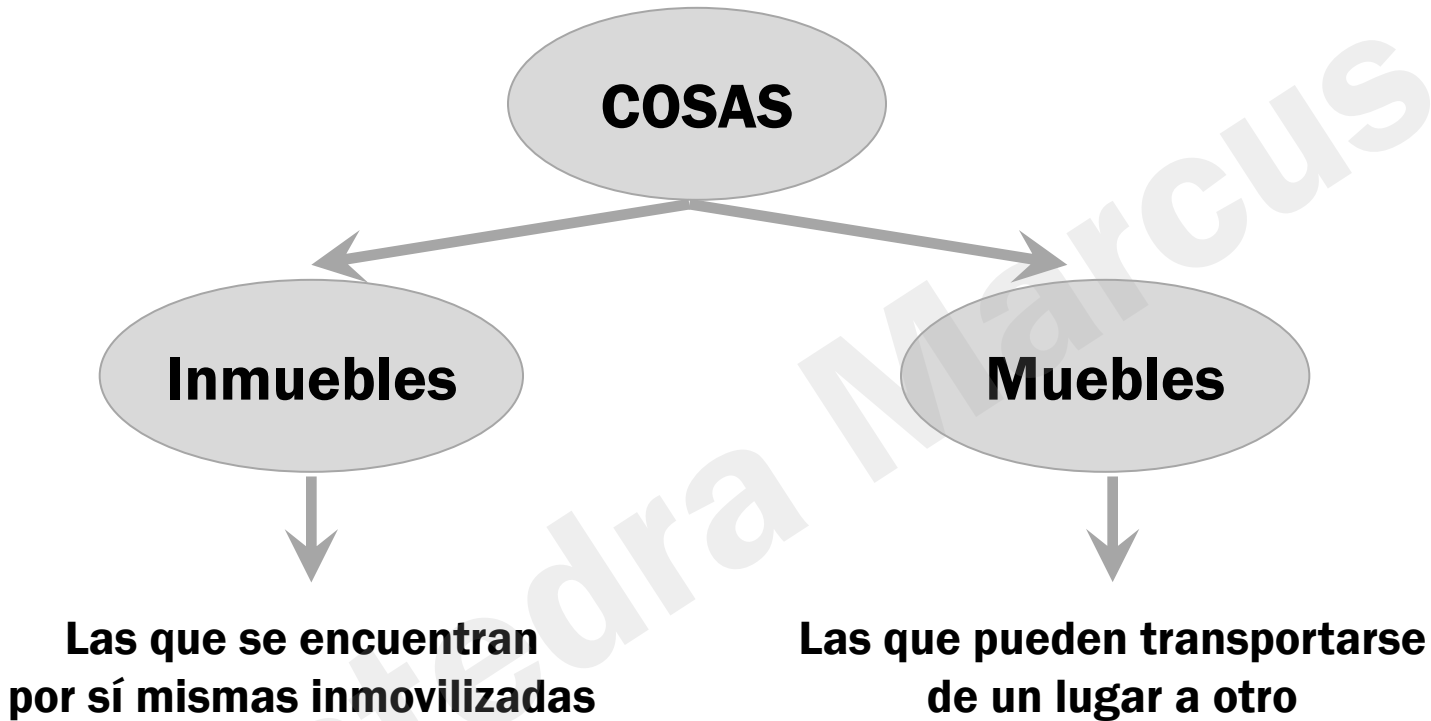 COSAS
Inmuebles
Muebles
Las que se encuentran
por sí mismas inmovilizadas
Las que pueden transportarse
de un lugar a otro
tedra Marcus